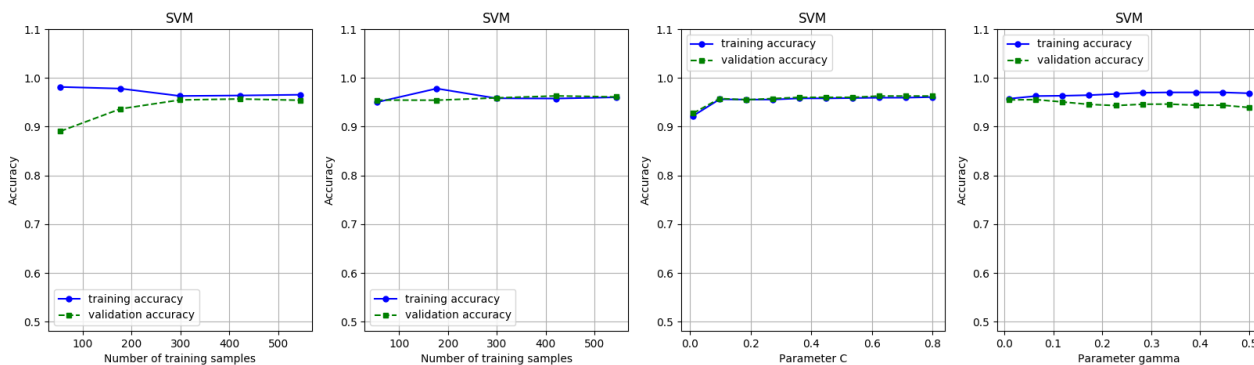 SVM
1.1
1.0
0.9
0.8
0.7
0.6
0.5
Accuracy
training accuracy
validation accuracy
100 200 300 400 500
Number of training samples
SVM
1.1
1.0
0.9
0.8
0.7
0.6
0.5
Accuracy
training accuracy
validation accuracy
100 200 300 400 500
Number of training samples
SVM
1.1
1.0
0.9
0.8
0.7
0.6
0.5
Accuracy
training accuracy
validation accuracy
0.0 0.2 0.4 0.6 0.8
Parameter C
SVM
1.1
1.0
0.9
0.8
0.7
0.6
0.5
Accuracy
training accuracy
validation accuracy
0.0 0.1 0.2 0.3 0.4 0.5
Parameter gamma